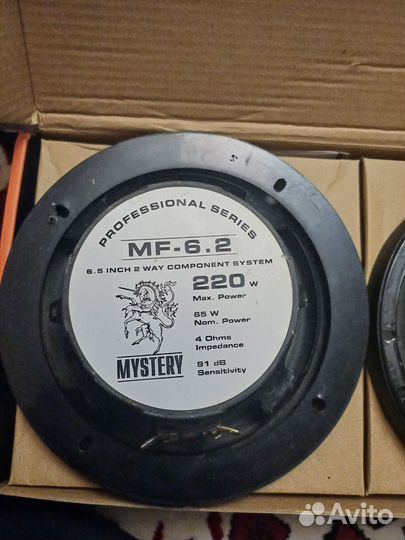 PROFESSIONAL SERIES
MF-6.2
6.5 INCH 2 WAY COMPONENT SYSTEM
220 W
Max. Power
65 W
Nom. Power
4 Ohms
Impedance
91 dB
Sensitivity
MYSTERY
Avito